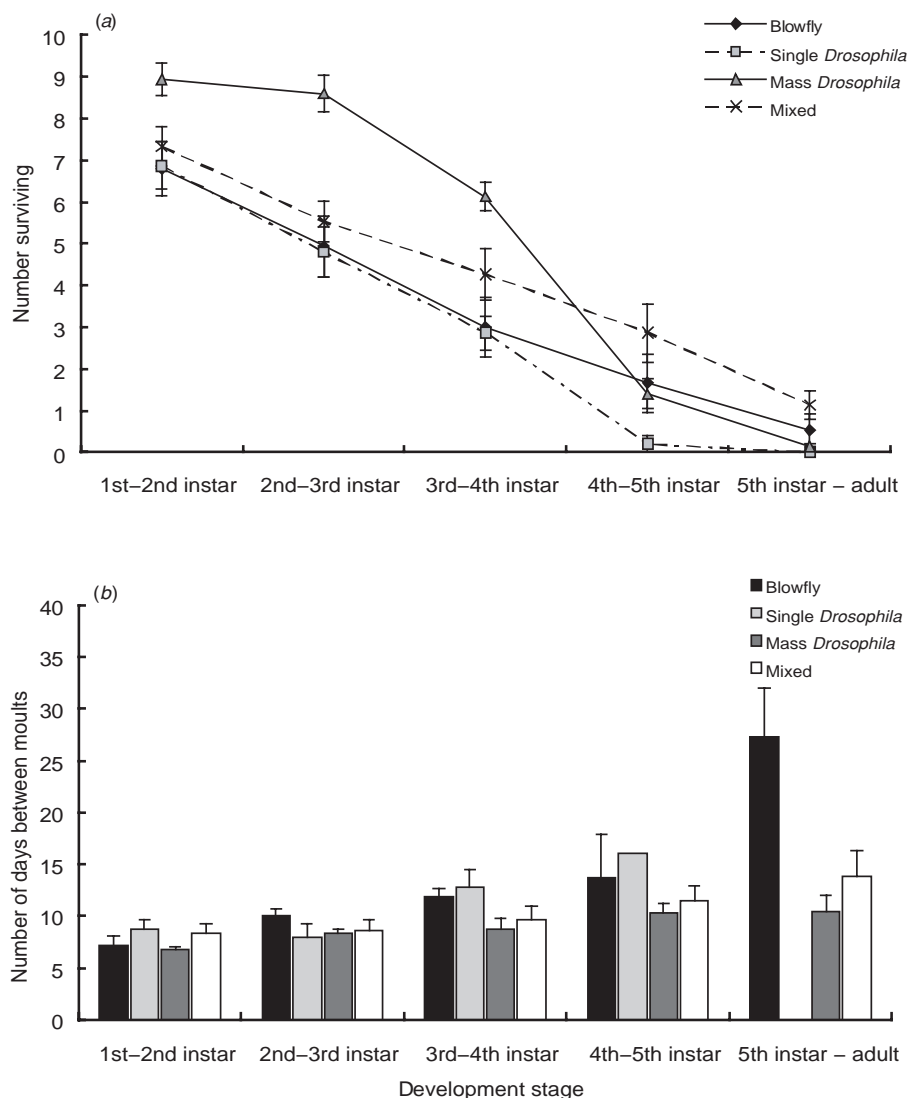 (a)
Blowfly
Single Drosophila
Mass Drosophila
Mixed
Number surviving
10
9
8
7
6
5
4
3
2
1
0
1st–2nd instar 2nd–3rd instar 3rd–4th instar 4th–5th instar 5th instar – adult
(b)
Blowfly
Single Drosophila
Mass Drosophila
Mixed
Number of days between moults
40
35
30
25
20
15
10
5
0
1st–2nd instar 2nd–3rd instar 3rd–4th instar 4th–5th instar 5th instar – adult
Development stage